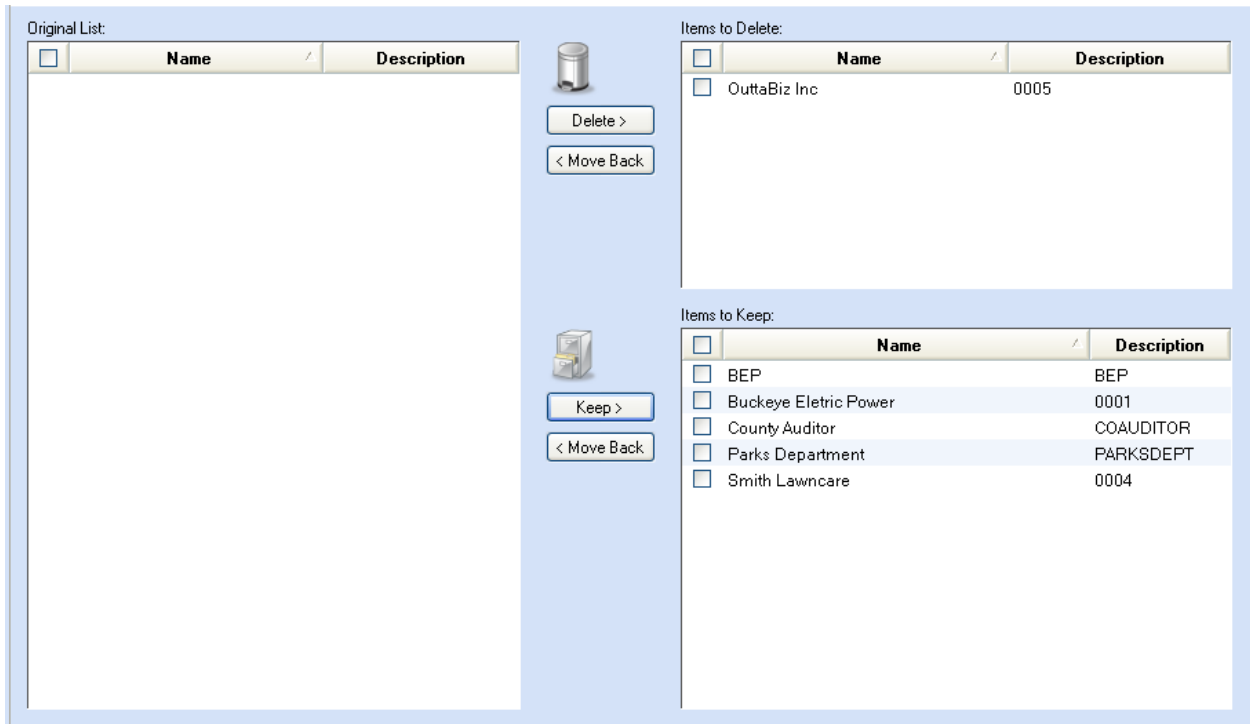 Original List:
Name Description
Delete >
< Move Back
Items to Delete:
Name Description
OuttaBiz Inc 0005
Keep >
< Move Back
Items to Keep:
Name Description
BEP BEP
Buckeye Eletric Power 0001
County Auditor COAUDITOR
Parks Department PARKSDEPT
Smith Lawncare 0004